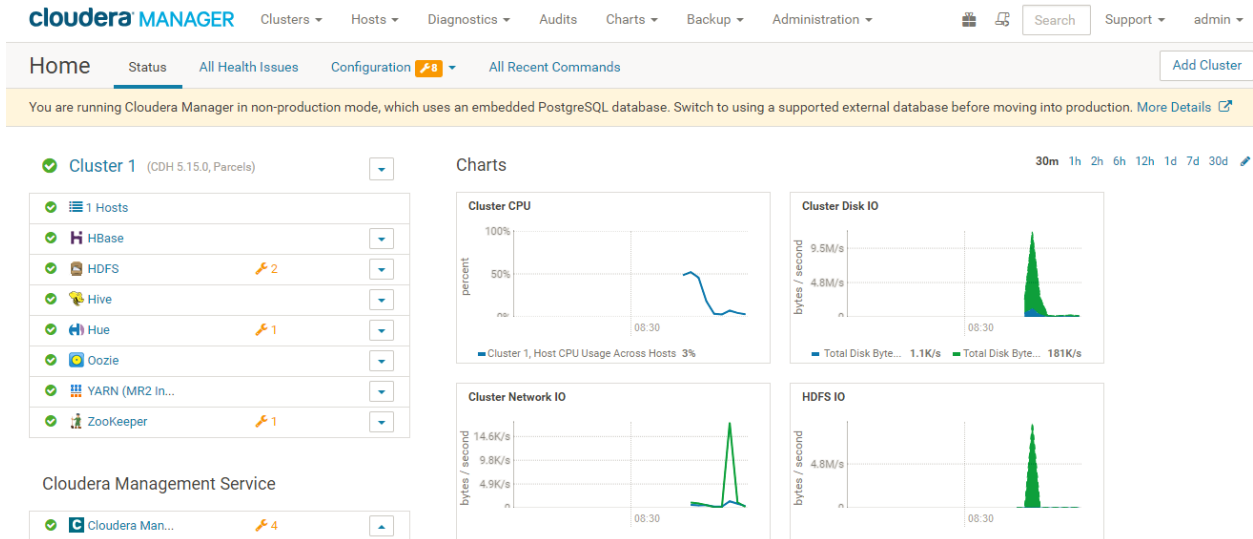 cloudera MANAGER Clusters Hosts Diagnostics Audits Charts Backup Administration Search Support admin
Home Status All Health Issues Configuration 8 All Recent Commands Add Cluster
You are running Cloudera Manager in non-production mode, which uses an embedded PostgreSQL database. Switch to using a supported external database before moving into production. More Details
Cluster 1 (CDH 5.15.0, Parcels)
1 Hosts
HBase
HDFS 2
Hive
Hue 1
Oozie
YARN (MR2 In...
ZooKeeper 1
Cloudera Management Service
C Cloudera Man... 4
Charts
30m 1h 2h 6h 12h 1d 7d 30d
Cluster CPU
percent
100%
50%
0%
08:30
Cluster 1, Host CPU Usage Across Hosts 3%
Cluster Disk IO
bytes / second
9.5M/s
4.8M/s
0
08:30
Total Disk Byte... 1.1K/s Total Disk Byte... 181K/s
Cluster Network IO
bytes / second
14.6K/s
9.8K/s
4.9K/s
0
08:30
HDFS IO
bytes / second
4.8M/s
0
08:30